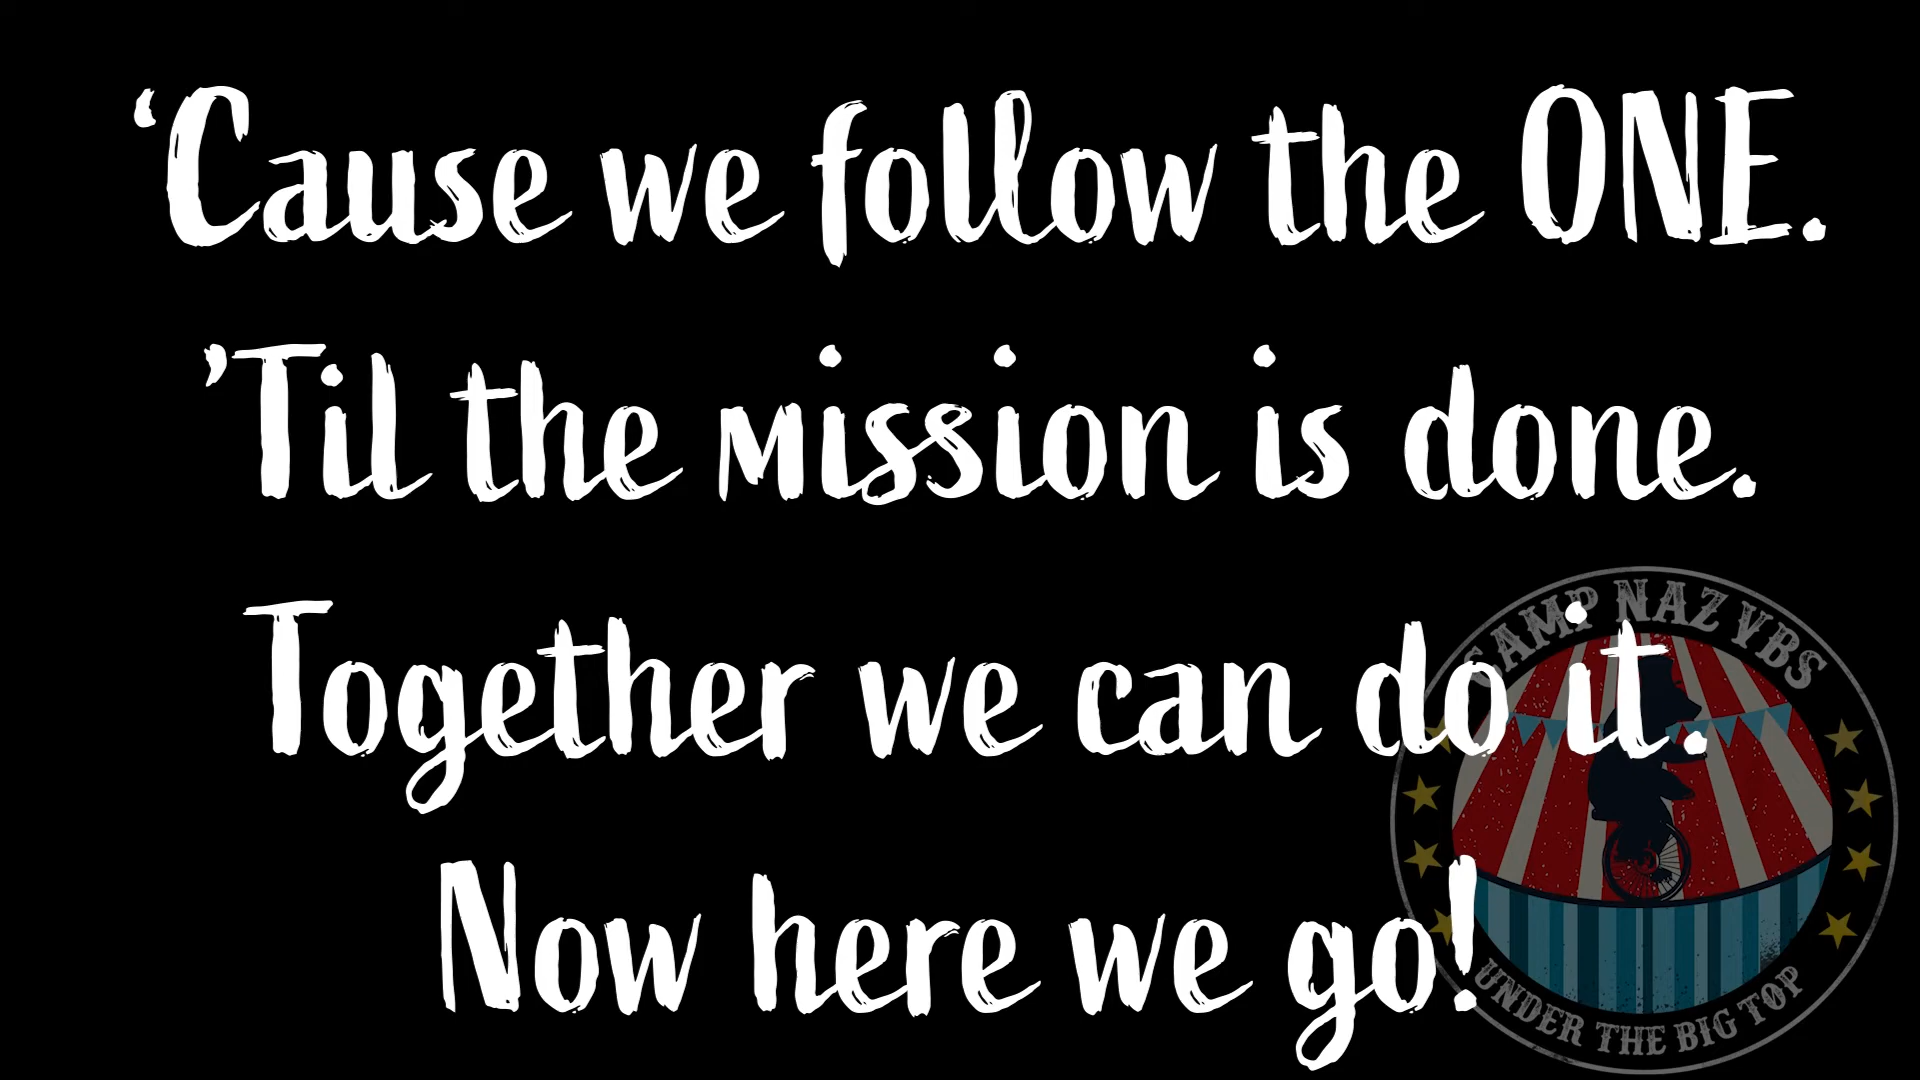 ‘Cause we follow the ONE.
’Til the mission is done.
Together we can do it.
Now here we go!
CAMP NAZ VBS
UNDER THE BIG TOP